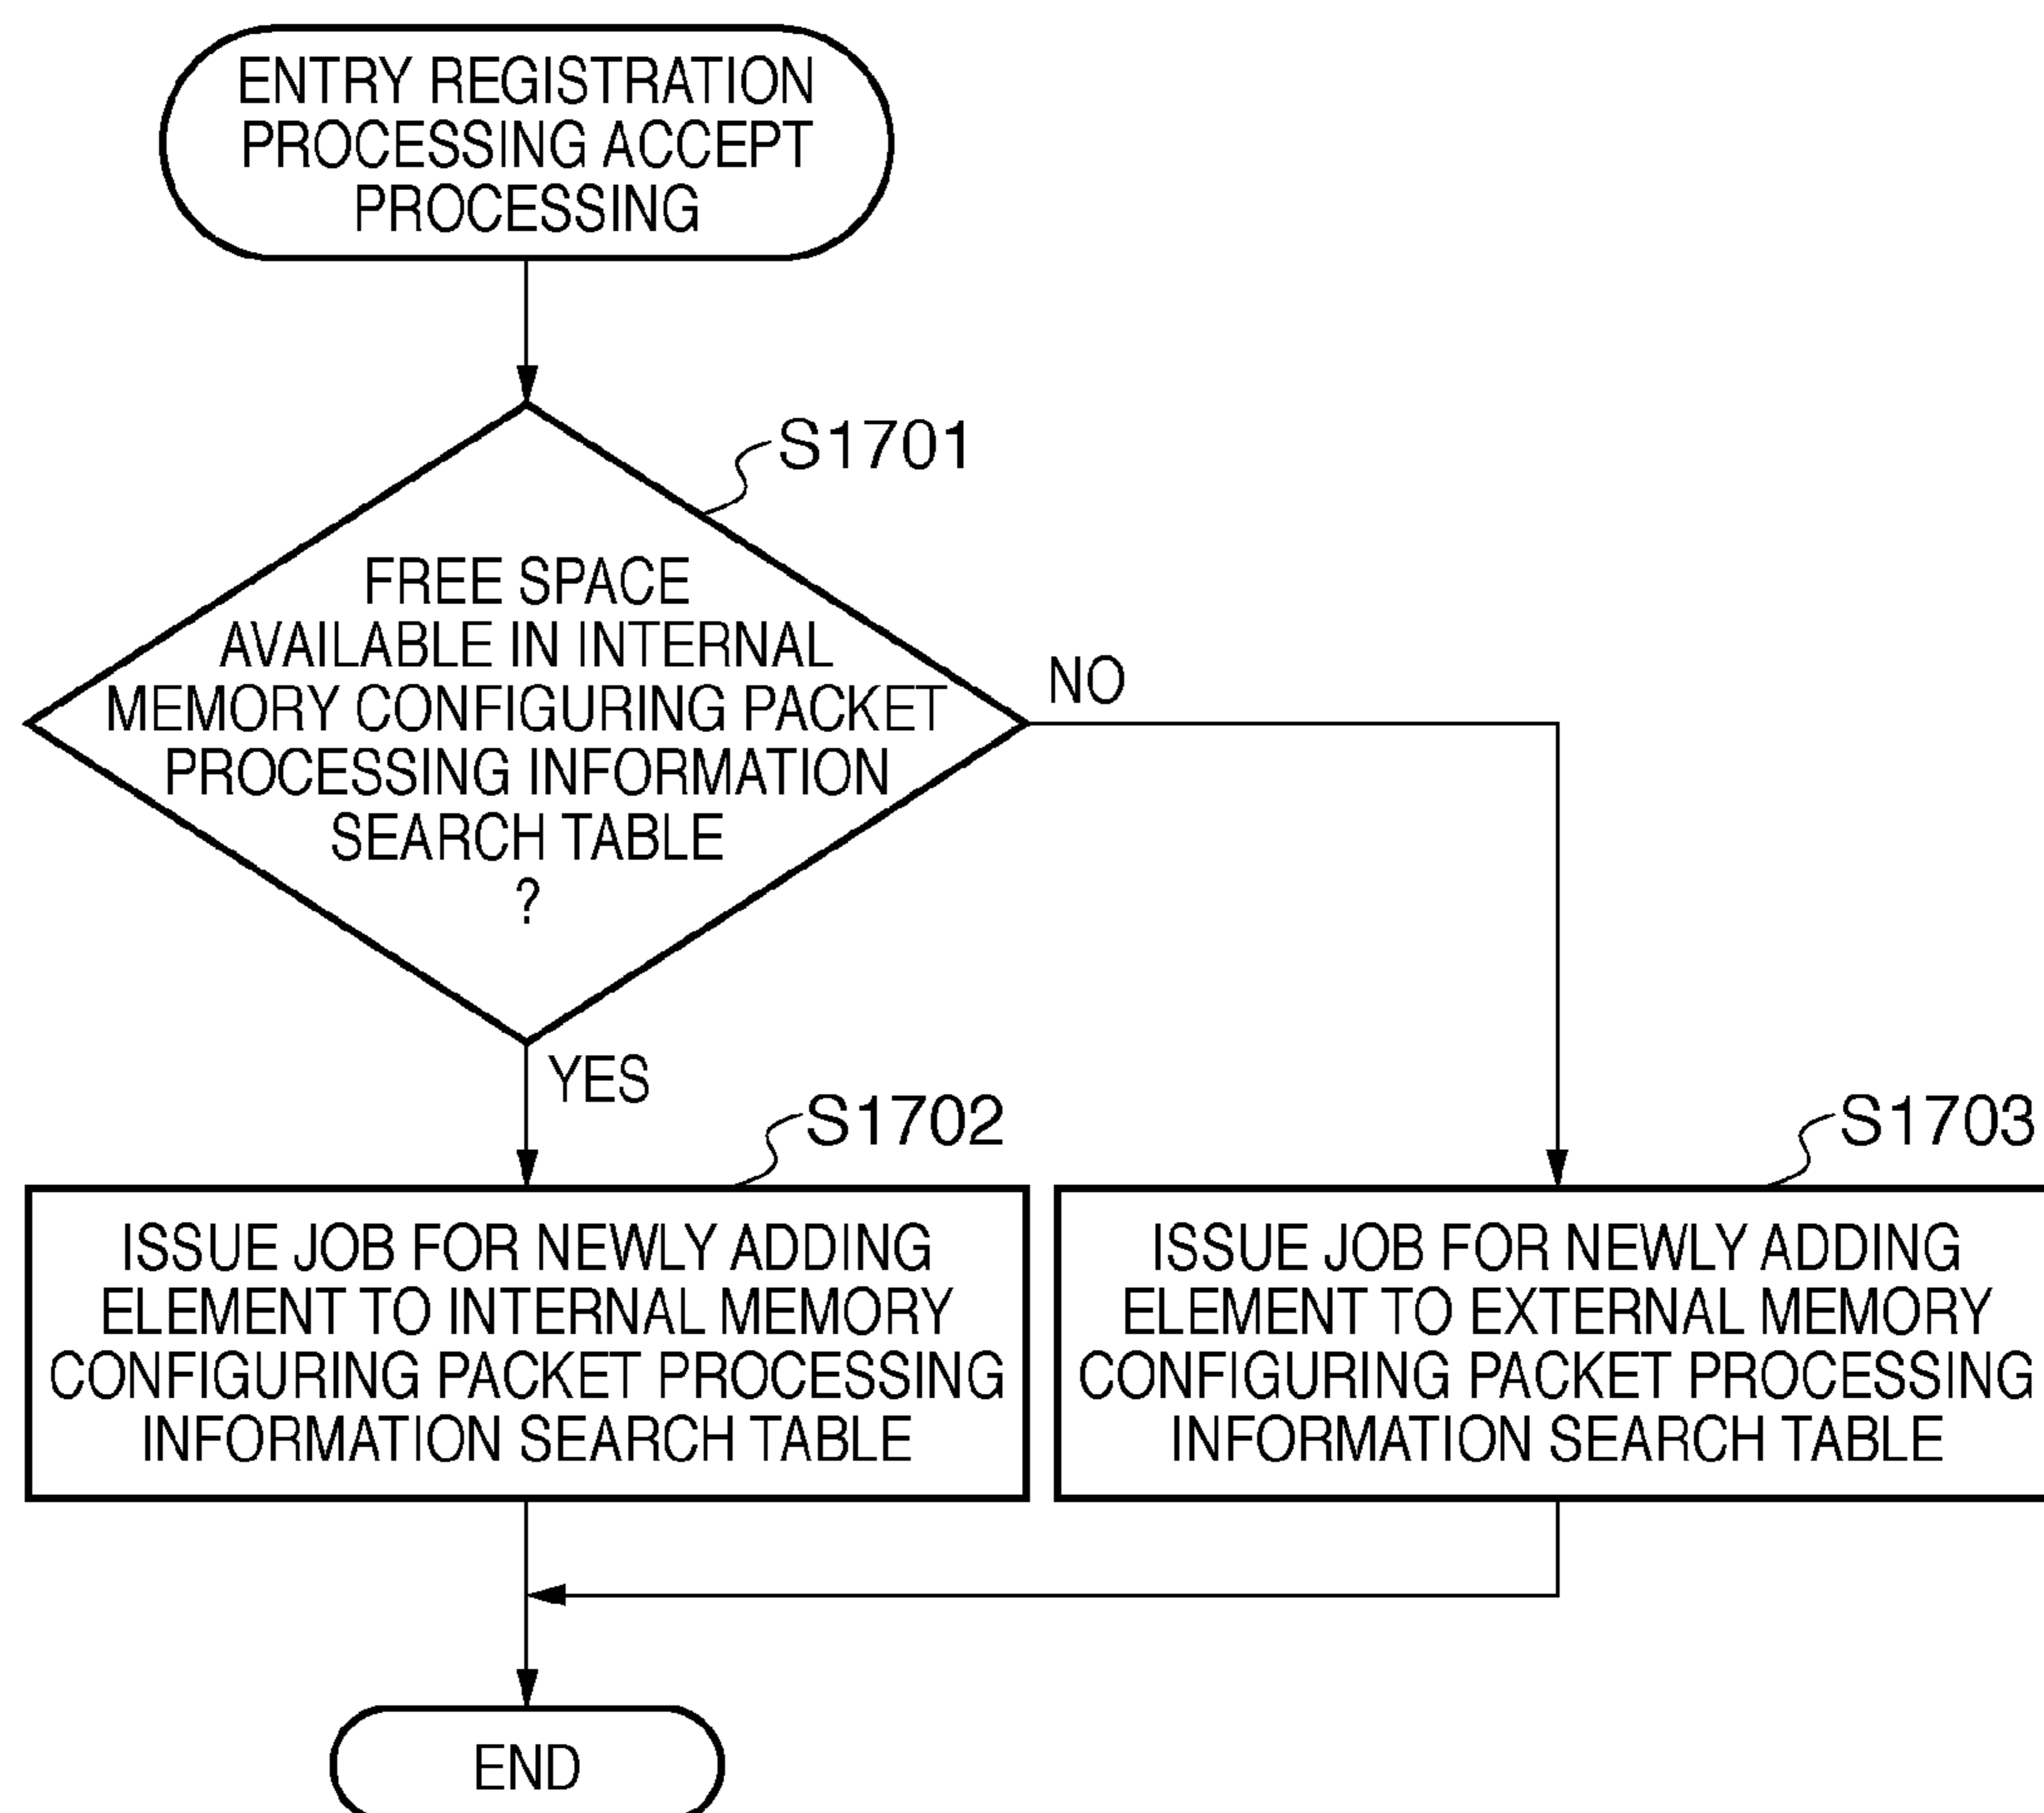 ENTRY REGISTRATION
PROCESSING ACCEPT
PROCESSING
S1701
FREE SPACE
AVAILABLE IN INTERNAL
MEMORY CONFIGURING PACKET
PROCESSING INFORMATION
SEARCH TABLE
?
NO
YES
S1702
ISSUE JOB FOR NEWLY ADDING
ELEMENT TO INTERNAL MEMORY
CONFIGURING PACKET PROCESSING
INFORMATION SEARCH TABLE
S1703
ISSUE JOB FOR NEWLY ADDING
ELEMENT TO EXTERNAL MEMORY
CONFIGURING PACKET PROCESSING
INFORMATION SEARCH TABLE
END